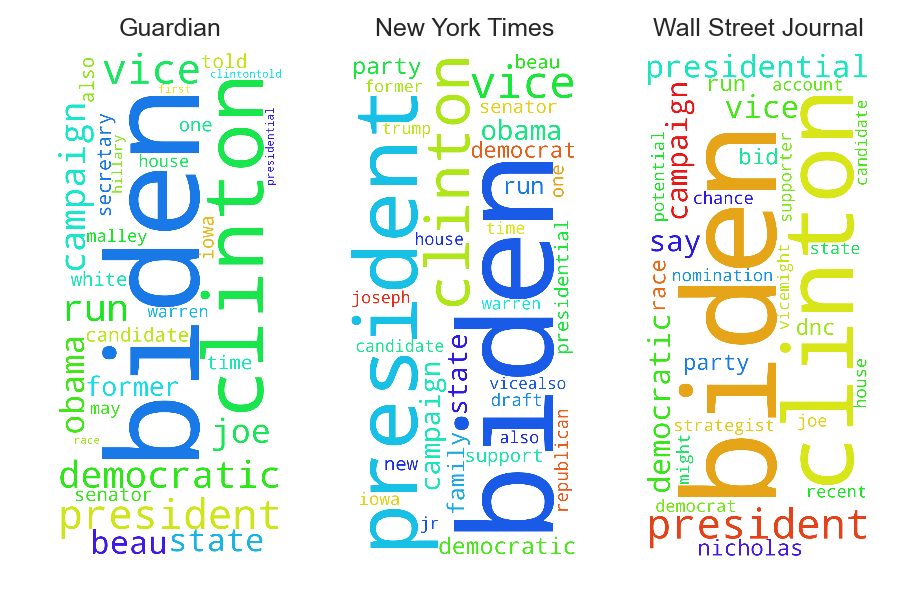 Guardian
also
vice
told
clintontold
first
biden
clinton
campaign
secretary
hillary
one
house
presidential
malley
iowa
white
warren
run
candidate
time
obama
former
may
joe
race
democratic
senator
president
beau
state
New York Times
party
former
beau
vice
president
clinton
trump
senator
obama
democrat
biden
run
one
house
time
presidential
joseph
warren
candidate
state
campaign
vicealso
draft
also
republican
support
family
new
iowa
jr
democratic
Wall Street Journal
presidential
run
account
vice
campaign
biden
clinton
candidate
potential
bid
supporter
chance
say
state
race
nomination
vicemight
dnc
democratic
party
house
strategist
joe
might
recent
democrat
president
nicholas